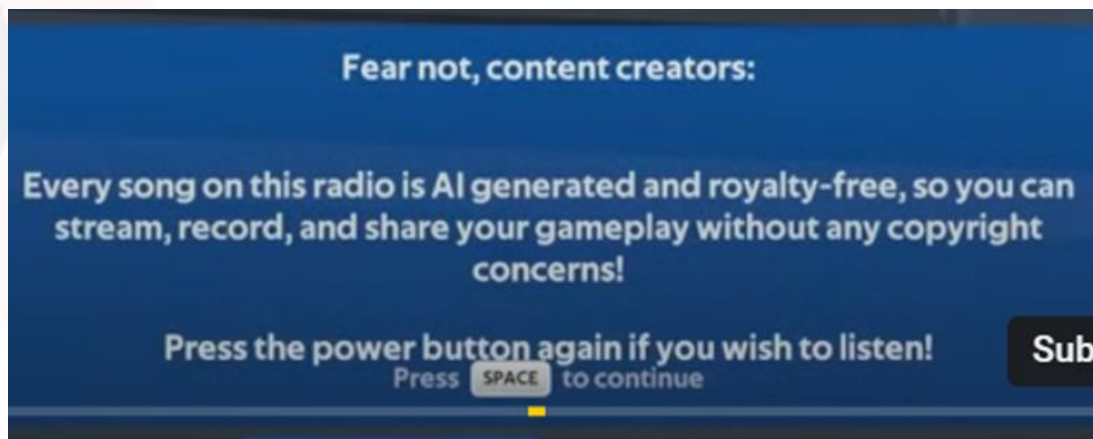 Fear not, content creators:
Every song on this radio is AI generated and royalty-free, so you can
stream, record, and share your gameplay without any copyright
concerns!
Press the power button again if you wish to listen!
Sub
Press SPACE to continue